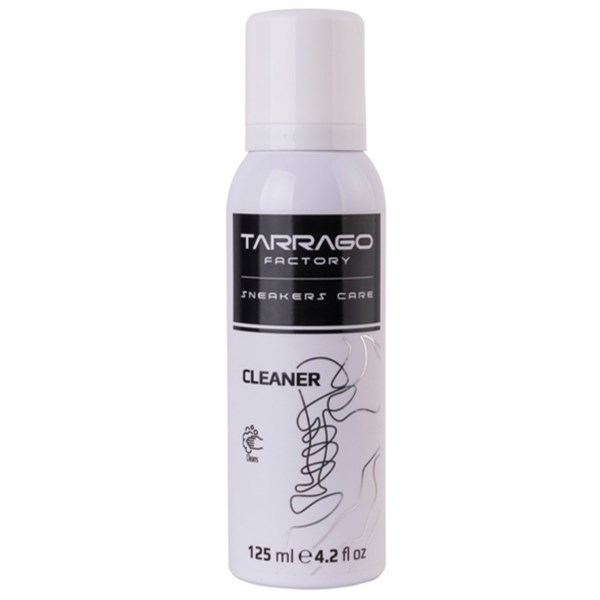 TARRAGO
FACTORY
SNEAKERS CARE
CLEANER
125 ml ℮ 4.2 fl oz